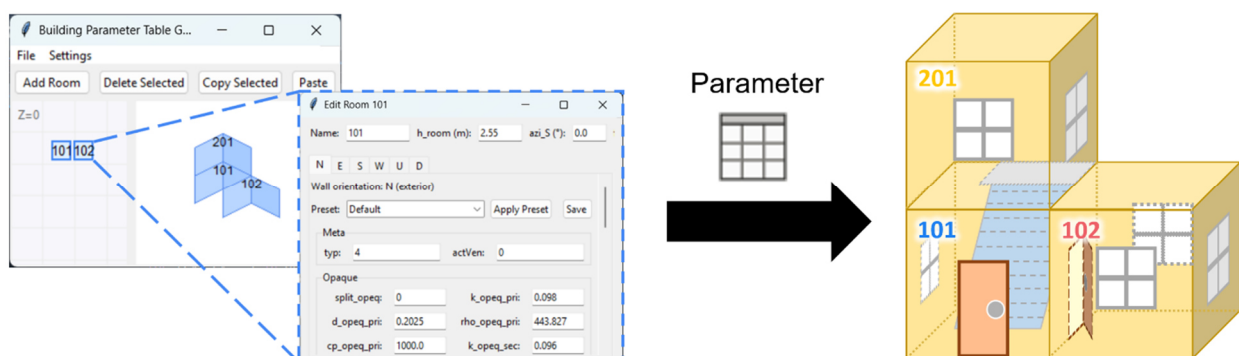 Building Parameter Table G...
File Settings
Add Room Delete Selected Copy Selected Paste
Z=0
101 102
201
101
102
Edit Room 101
Name: 101 h_room (m): 2.55 azi_S (°): 0.0
N E S W U D
Wall orientation: N (exterior)
Preset: Default Apply Preset Save
Meta
typ: 4 actVen: 0
Opaque
split_opeq: 0 k_opeq_pri: 0.098
d_opeq_pri: 0.2025 rho_opeq_pri: 443.827
cp_opeq_pri: 1000.0 k_opeq_sec: 0.096
Parameter
201
101 102